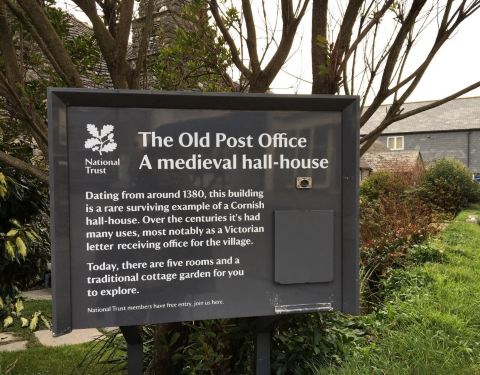 The Old Post Office
A medieval hall-house
National
Trust
Dating from around 1380, this building
is a rare surviving example of a Cornish
hall-house. Over the centuries it's had
many uses, most notably as a Victorian
letter receiving office for the village.
Today, there are five rooms and a
traditional cottage garden for you
to explore.
National Trust members have free entry, join us here.